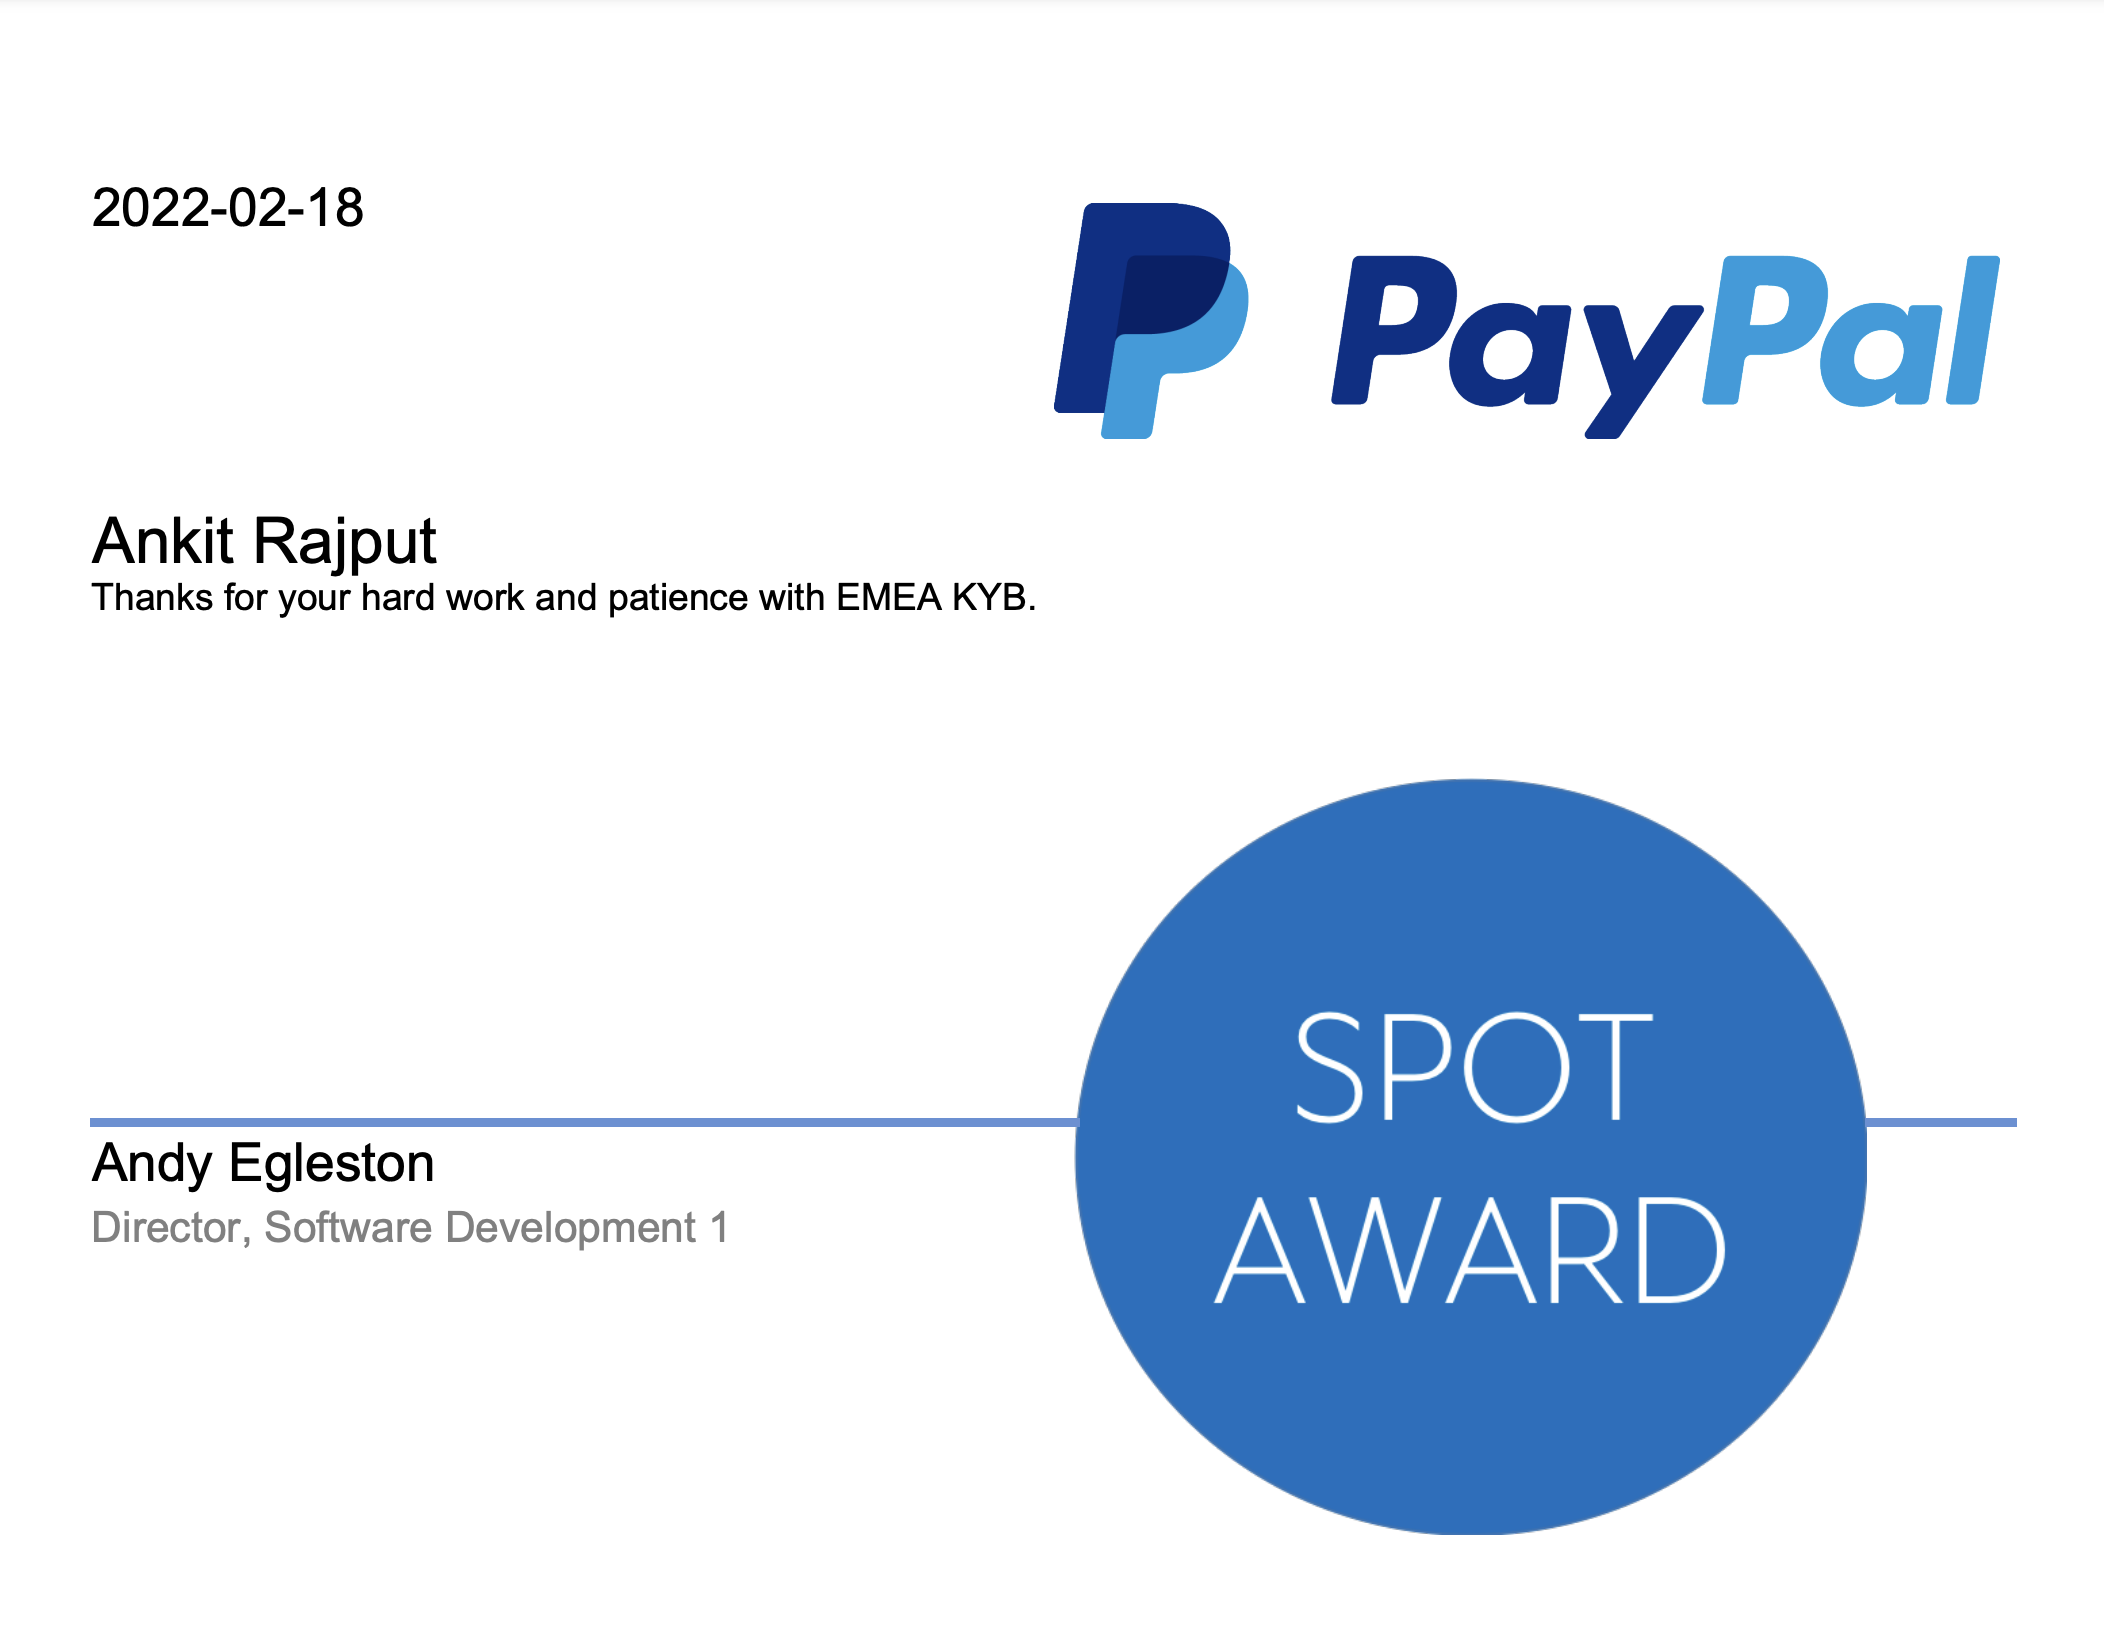 2022-02-18
PayPal
Ankit Rajput
Thanks for your hard work and patience with EMEA KYB.
SPOT
AWARD
Andy Egleston
Director, Software Development 1